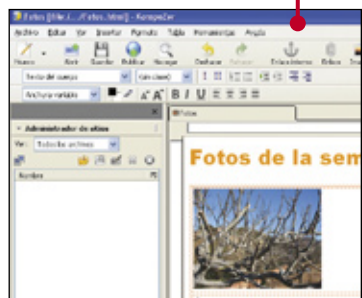 Fotos [file:/.../Fotos.html] - KompoZer
Archivo Editar Ver Insertar Formato Tabla Herramientas Ayuda
Nuevo Abrir Guardar Publicar Navegar Deshacer Rehacer Enlace interno Enlace
Texto del cuerpo (sin clase)
Anchura variable
Fotos
Administrador de sitios
Ver: Todos los archivos
Nombre
Fotos de la sem